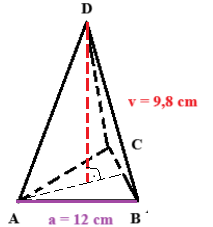 D
v = 9,8 cm
C
A
a = 12 cm
B